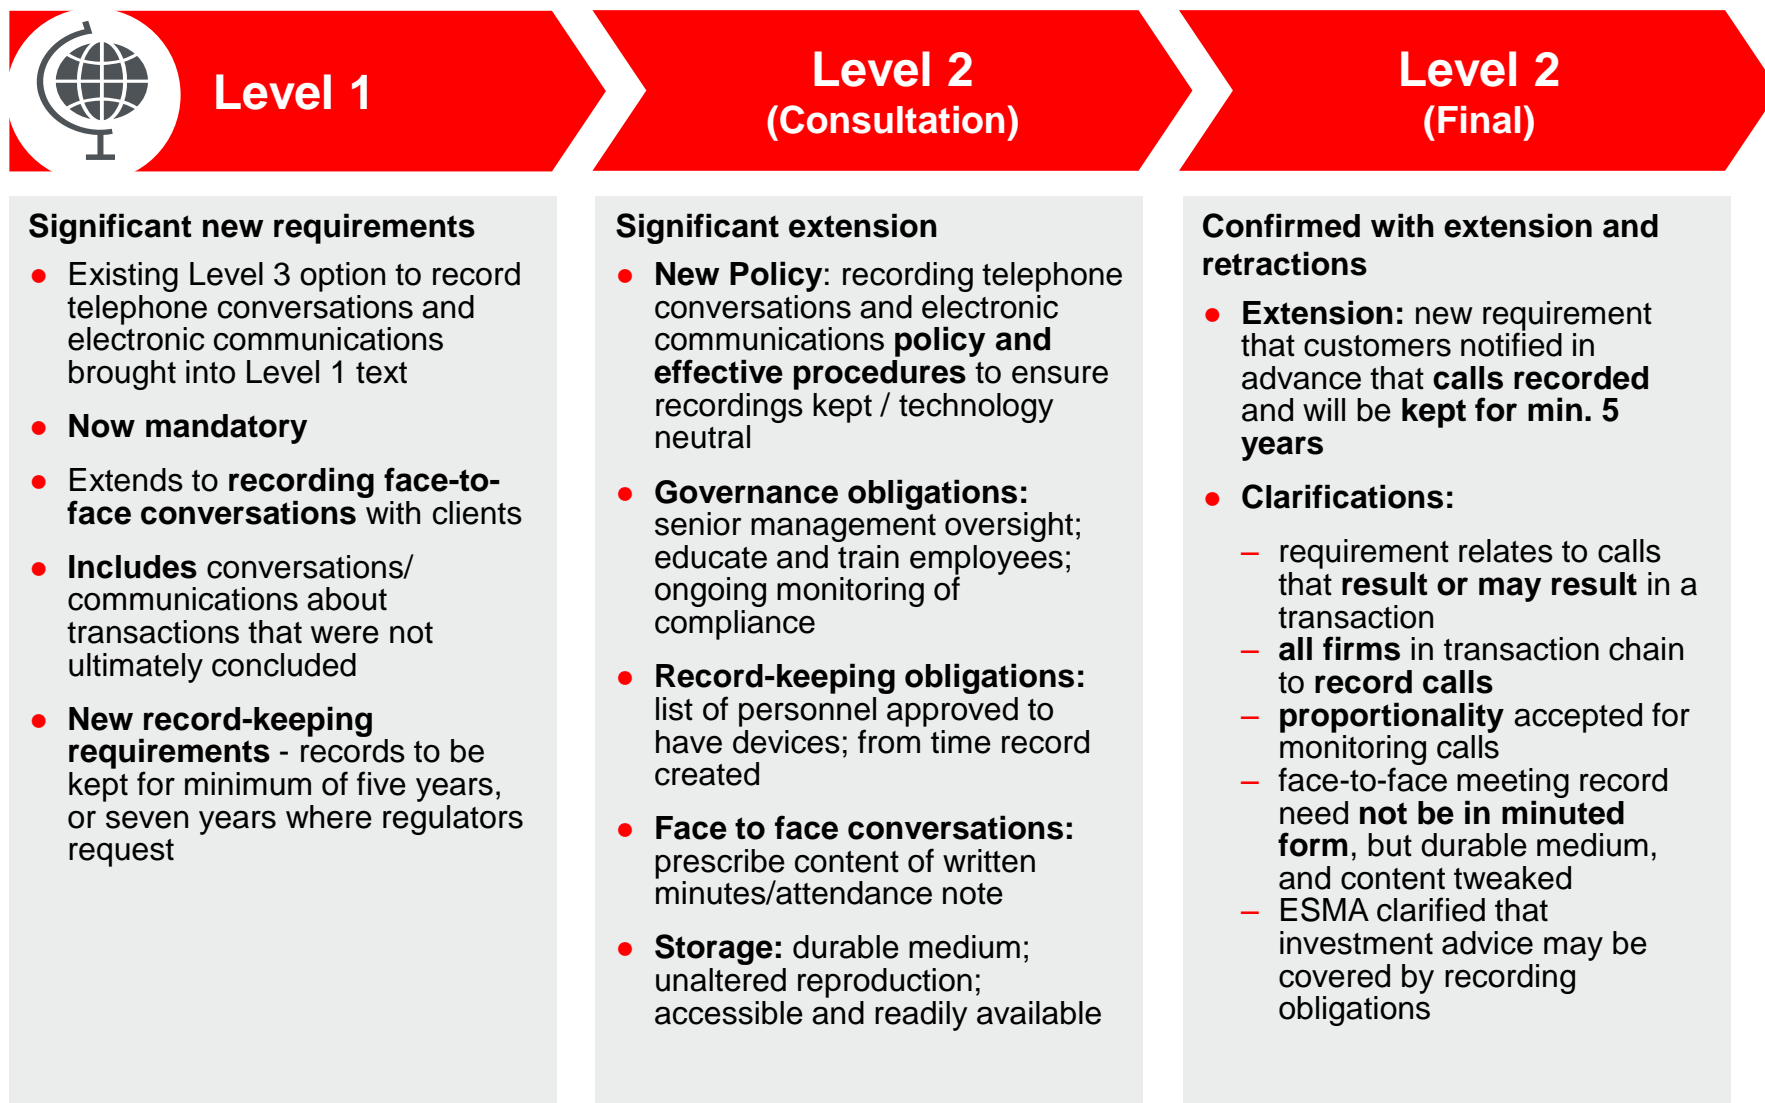 Level 1
Level 2
(Consultation)
Level 2
(Final)
Significant new requirements
● Existing Level 3 option to record
telephone conversations and
electronic communications
brought into Level 1 text
● Now mandatory
● Extends to recording face-to-
face conversations with clients
● Includes conversations/
communications about
transactions that were not
ultimately concluded
● New record-keeping
requirements - records to be
kept for minimum of five years,
or seven years where regulators
request
Significant extension
● New Policy: recording telephone
conversations and electronic
communications policy and
effective procedures to ensure
recordings kept / technology
neutral
● Governance obligations:
senior management oversight;
educate and train employees;
ongoing monitoring of
compliance
● Record-keeping obligations:
list of personnel approved to
have devices; from time record
created
● Face to face conversations:
prescribe content of written
minutes/attendance note
● Storage: durable medium;
unaltered reproduction;
accessible and readily available
Confirmed with extension and
retractions
● Extension: new requirement
that customers notified in
advance that calls recorded
and will be kept for min. 5
years
● Clarifications:
– requirement relates to calls
that result or may result in a
transaction
– all firms in transaction chain
to record calls
– proportionality accepted for
monitoring calls
– face-to-face meeting record
need not be in minuted
form, but durable medium,
and content tweaked
– ESMA clarified that
investment advice may be
covered by recording
obligations